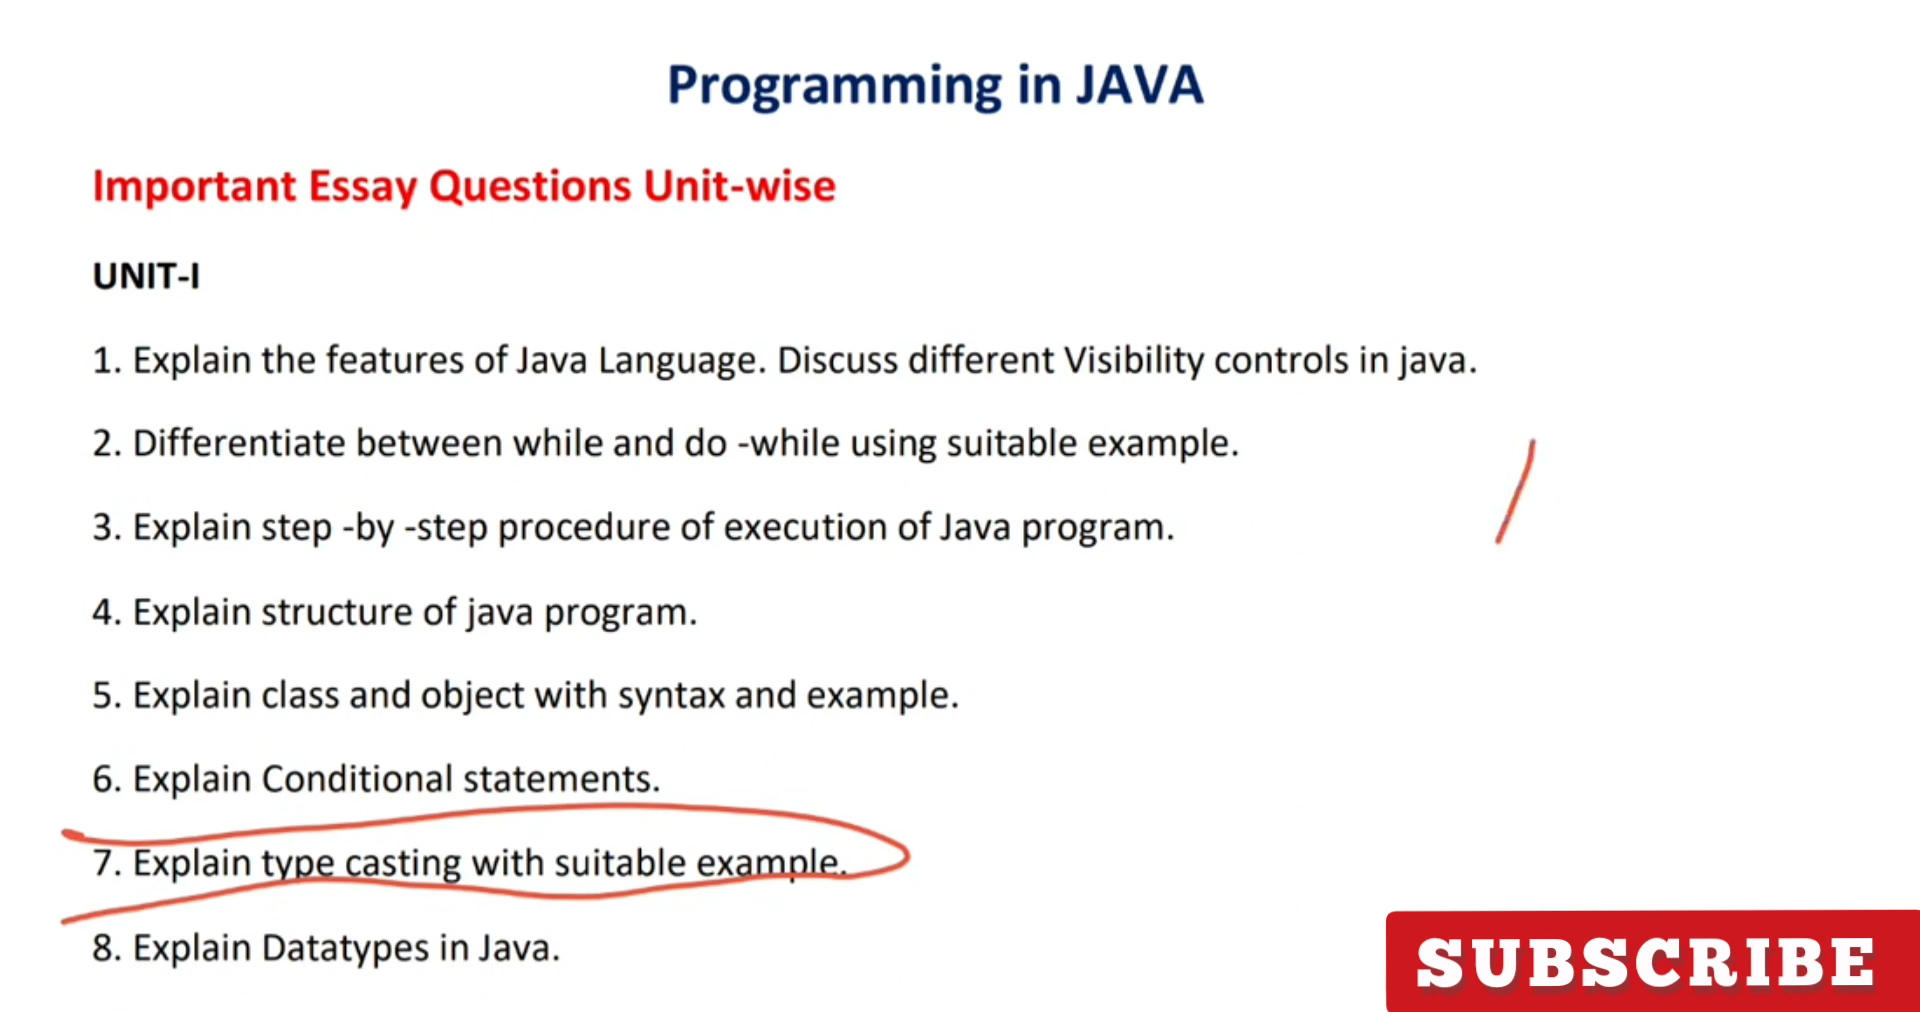 Programming in JAVA
Important Essay Questions Unit-wise
UNIT-I
1. Explain the features of Java Language. Discuss different Visibility controls in java.
2. Differentiate between while and do -while using suitable example.
3. Explain step -by -step procedure of execution of Java program.
4. Explain structure of java program.
5. Explain class and object with syntax and example.
6. Explain Conditional statements.
7. Explain type casting with suitable example.
8. Explain Datatypes in Java.
SUBSCRIBE